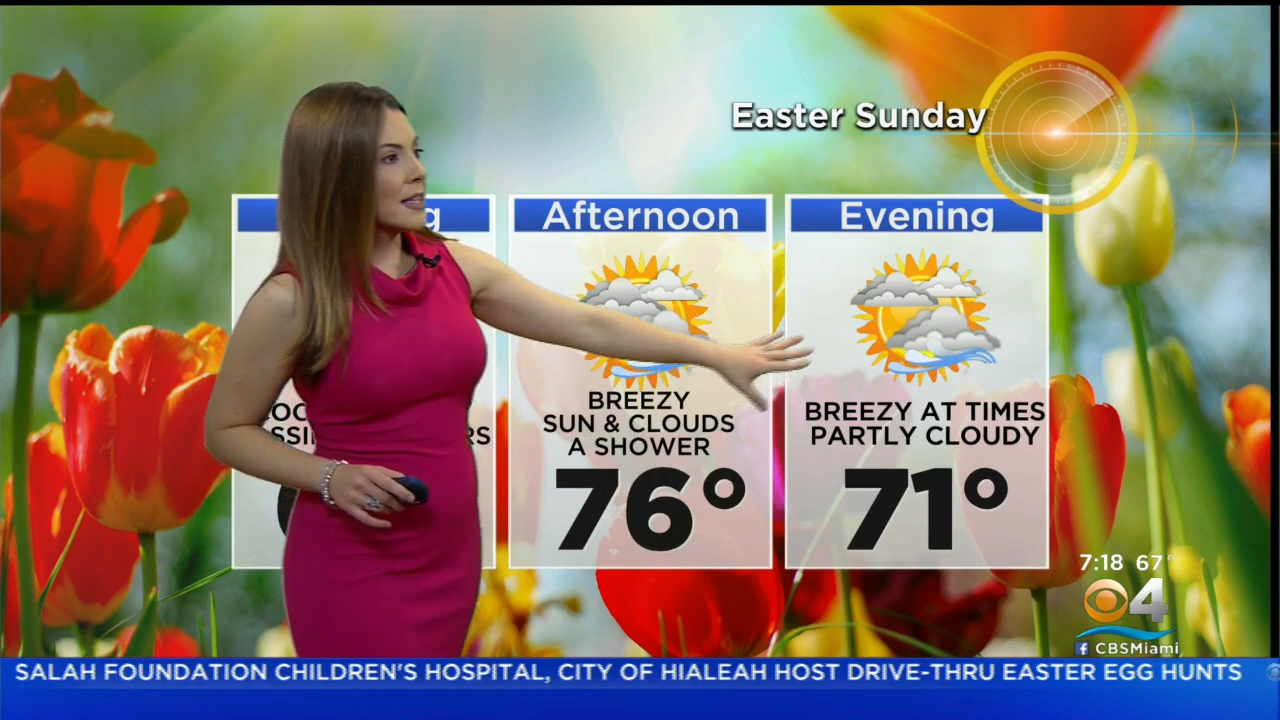 Easter Sunday
Afternoon
BREEZY
SUN & CLOUDS
A SHOWER
76°
Evening
BREEZY AT TIMES
PARTLY CLOUDY
71°
7:18 67°
4
CBSMiami
SALAH FOUNDATION CHILDREN'S HOSPITAL, CITY OF HIALEAH HOST DRIVE-THRU EASTER EGG HUNTS